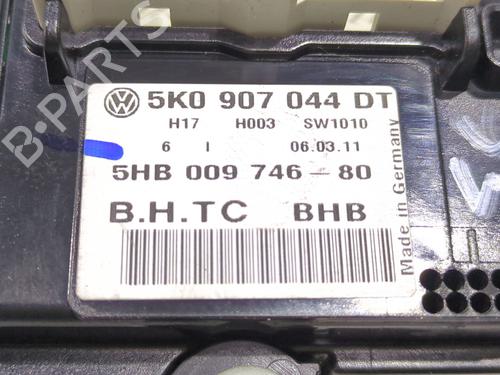 5K0 907 044 DT
H17 H003 SW1010
6 I 06.03.11
5HB 009 746-80
B.H.TC BHB
Made in Germany
B-PARTS